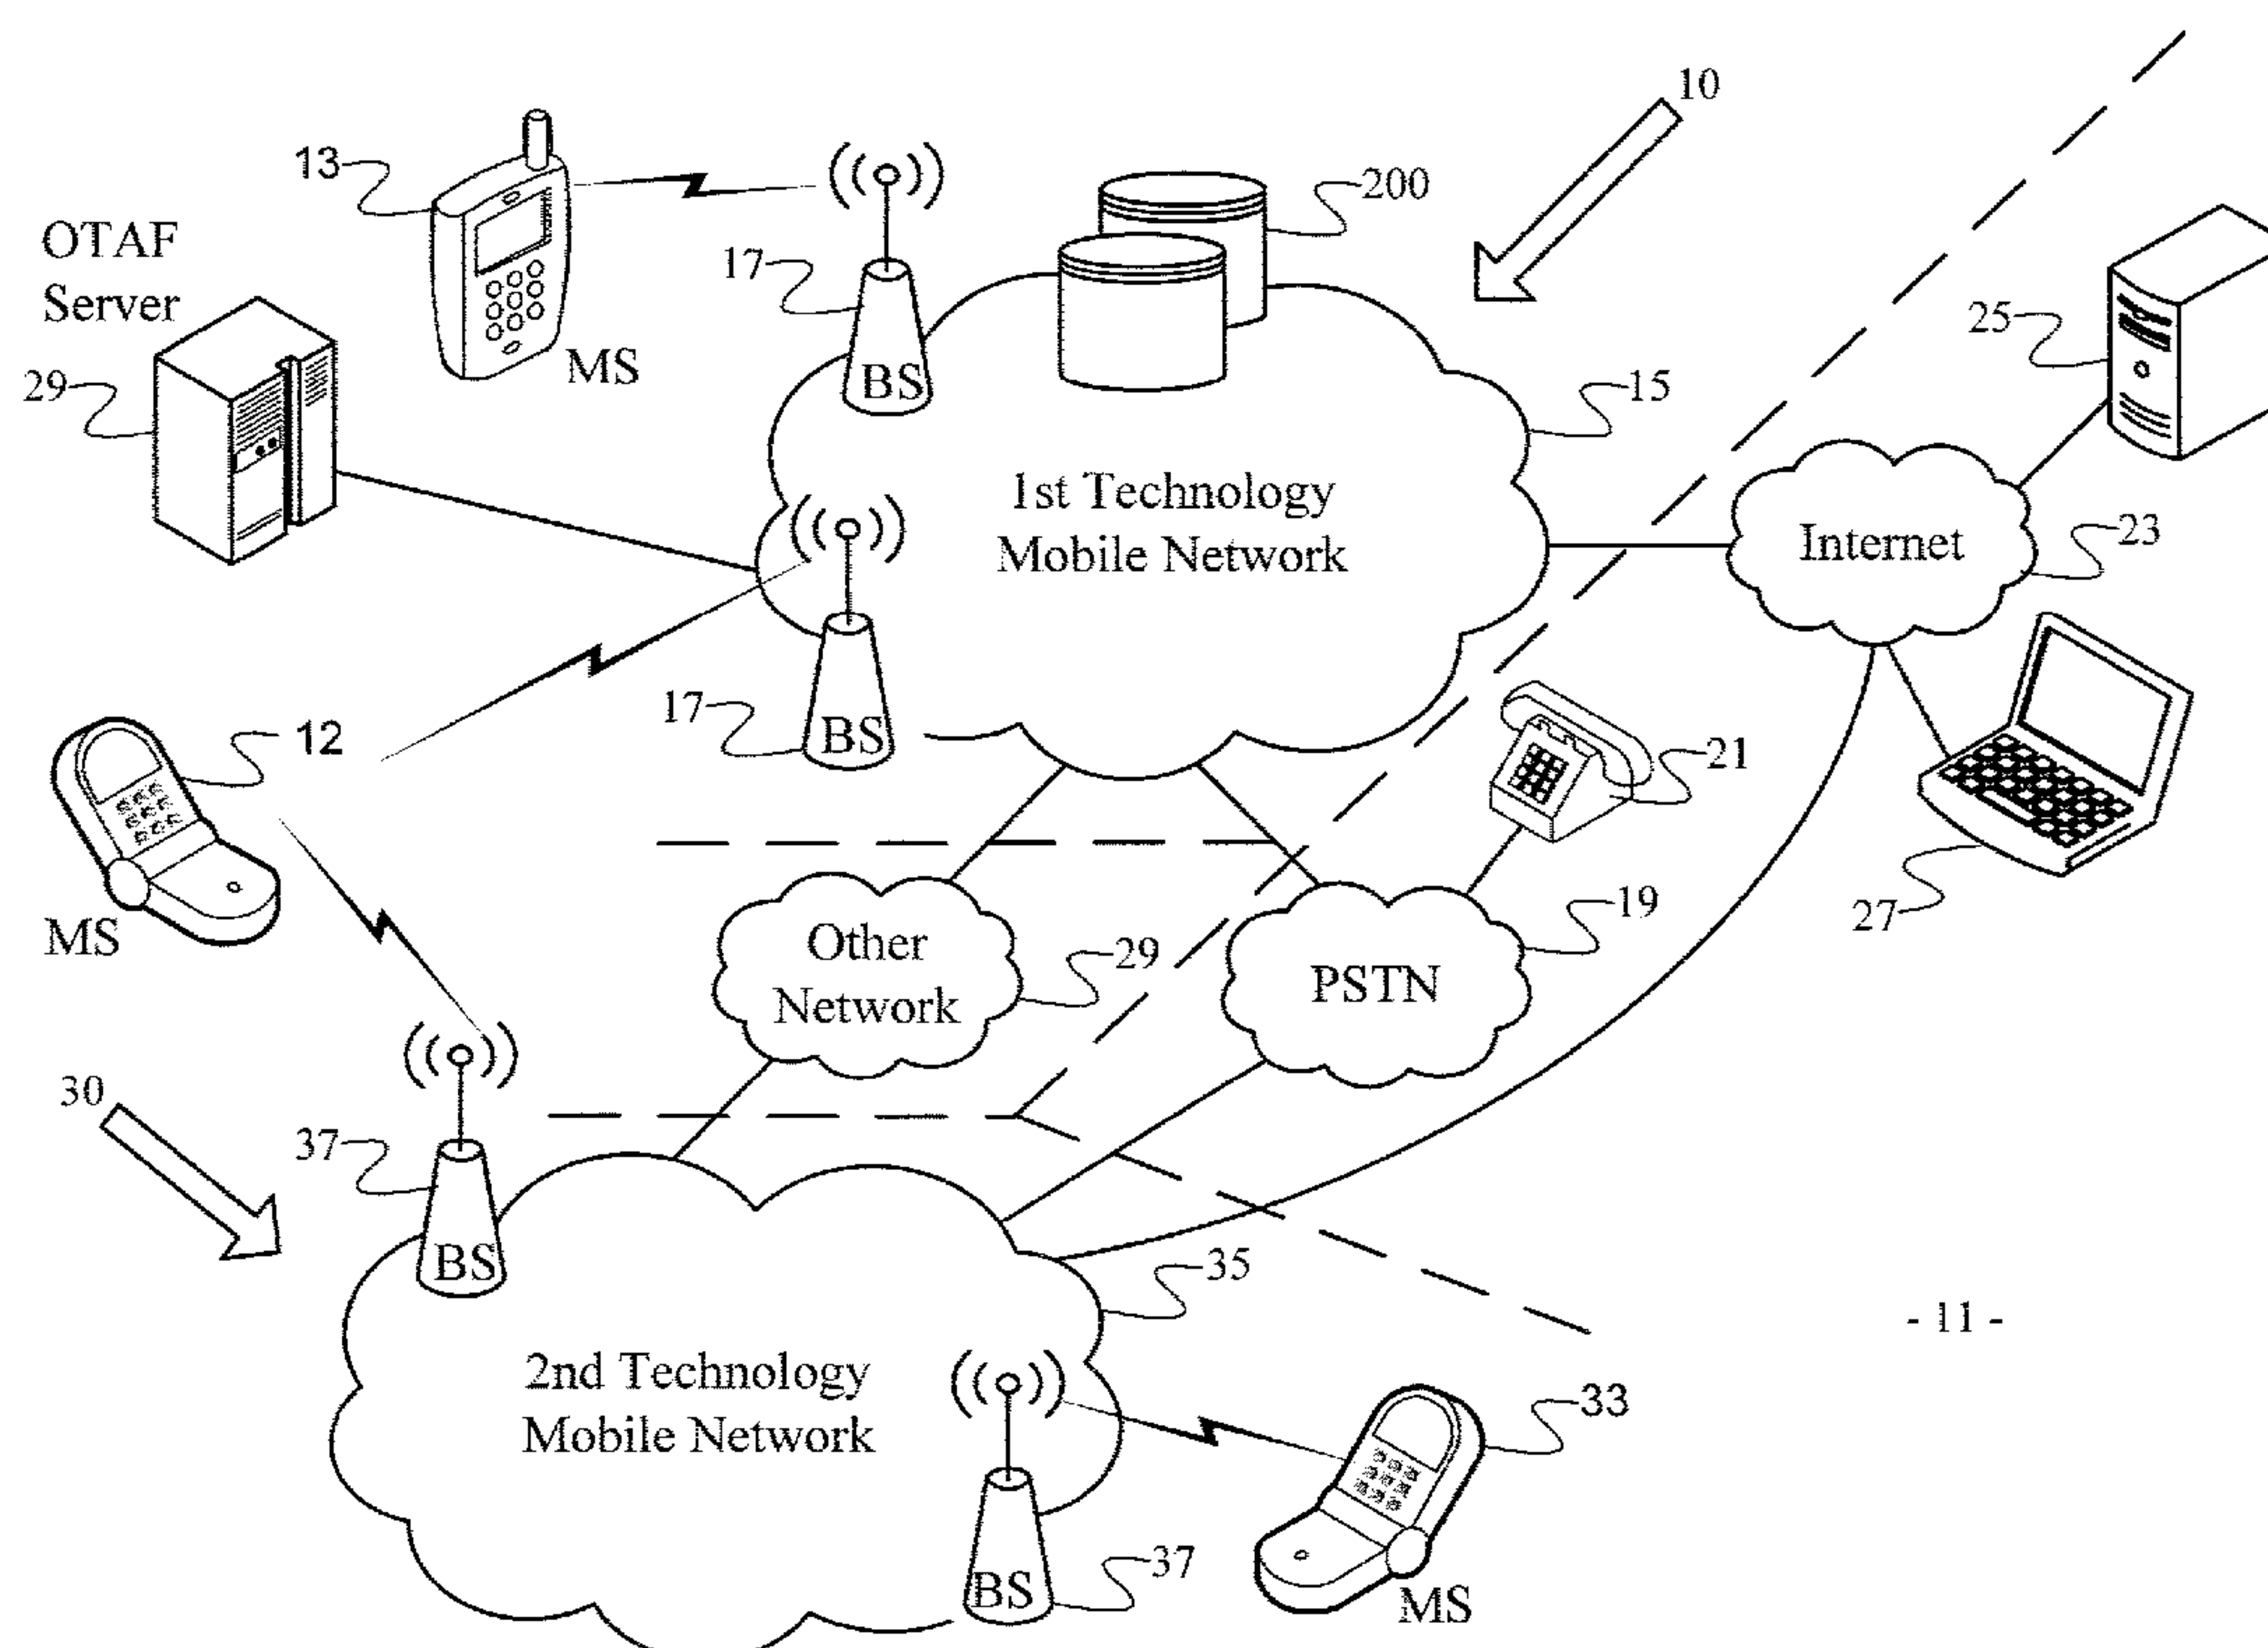 10
13
200
OTAF
Server
17
25
MS
29
BS
15
1st Technology
Mobile Network
Internet
23
17
BS
12
21
MS
19
27
Other
Network
29
PSTN
30
37
BS
35
- 11 -
2nd Technology
Mobile Network
33
37
BS
MS